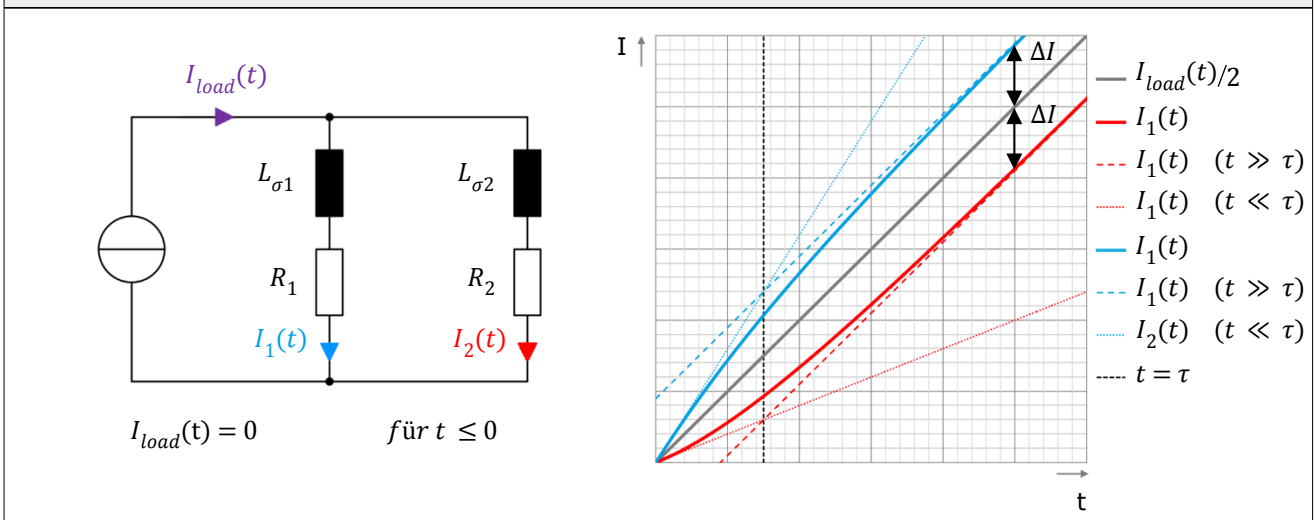 I_load(t)
L_σ1
L_σ2
R_1
R_2
I_1(t)
I_2(t)
I_load(t) = 0 für t ≤ 0
I
ΔI
ΔI
t
I_load(t)/2
I_1(t)
I_1(t) (t ≫ τ)
I_1(t) (t ≪ τ)
I_1(t)
I_1(t) (t ≫ τ)
I_2(t) (t ≪ τ)
t = τ